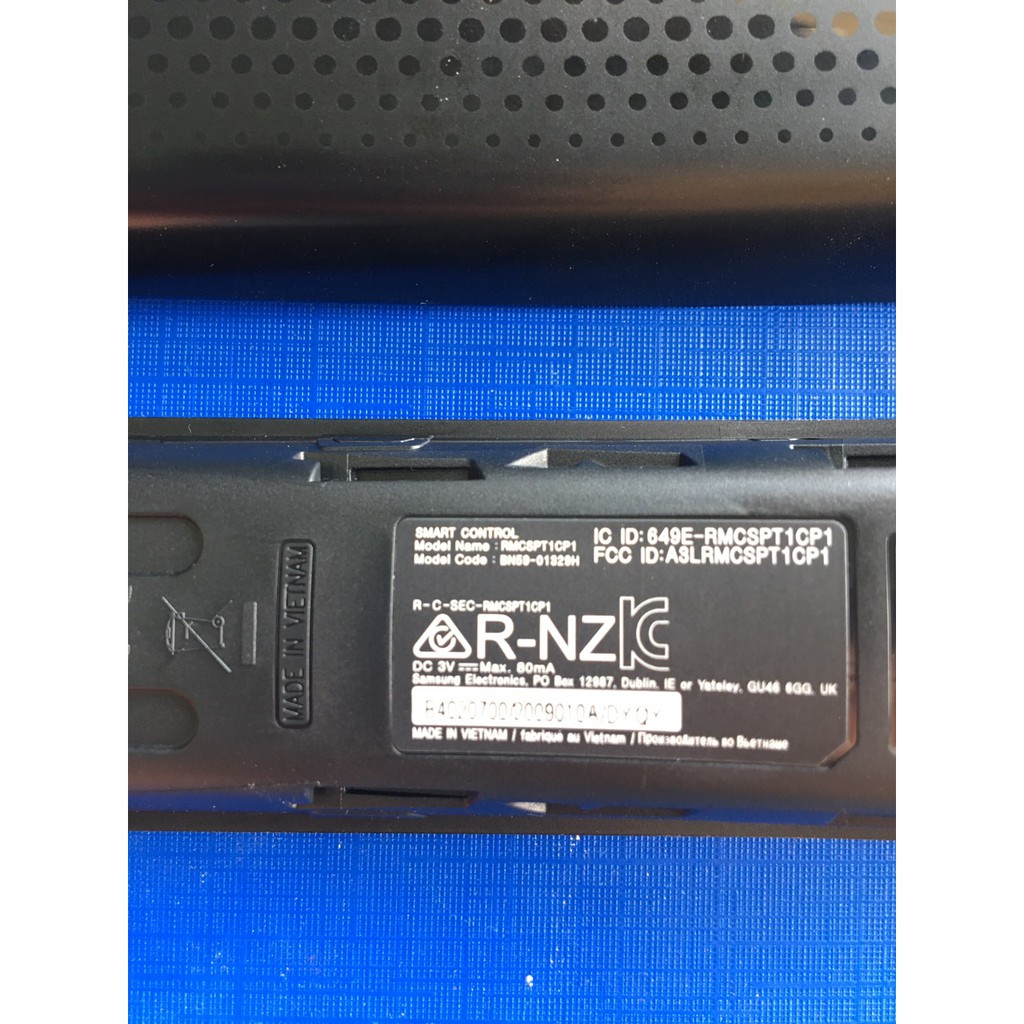 SMART CONTROL
Model Name : RMCSPT1CP1
Model Code : BN59-01329H
IC ID: 649E-RMCSPT1CP1
FCC ID:A3LRMCSPT1CP1
R-C-SEC-RMCSPT1CP1
R-NZ
DC 3V Max. 80mA
Samsung Electronics, PO Box 12987, Dublin. IE or Yateley, GU46 6GG. UK
MADE IN VIETNAM / fabriqué au Vietnam / Производитель во Вьетнаме
MADE IN VIETNAM